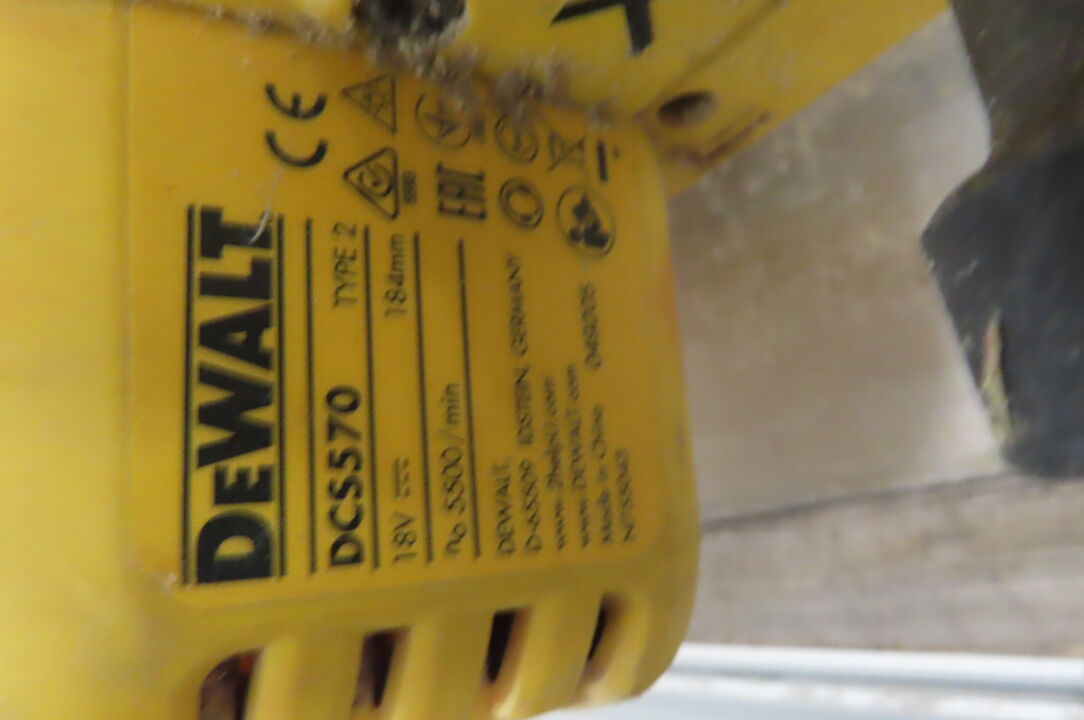 DEWALT
DCS570 TYPE 2
18V 184mm
n₀ 5500/min
CE
EAC
DEWALT,
D-65509 IDSTEIN, GERMANY
www.2helpU.com
www.DEWALT.com
Made in China